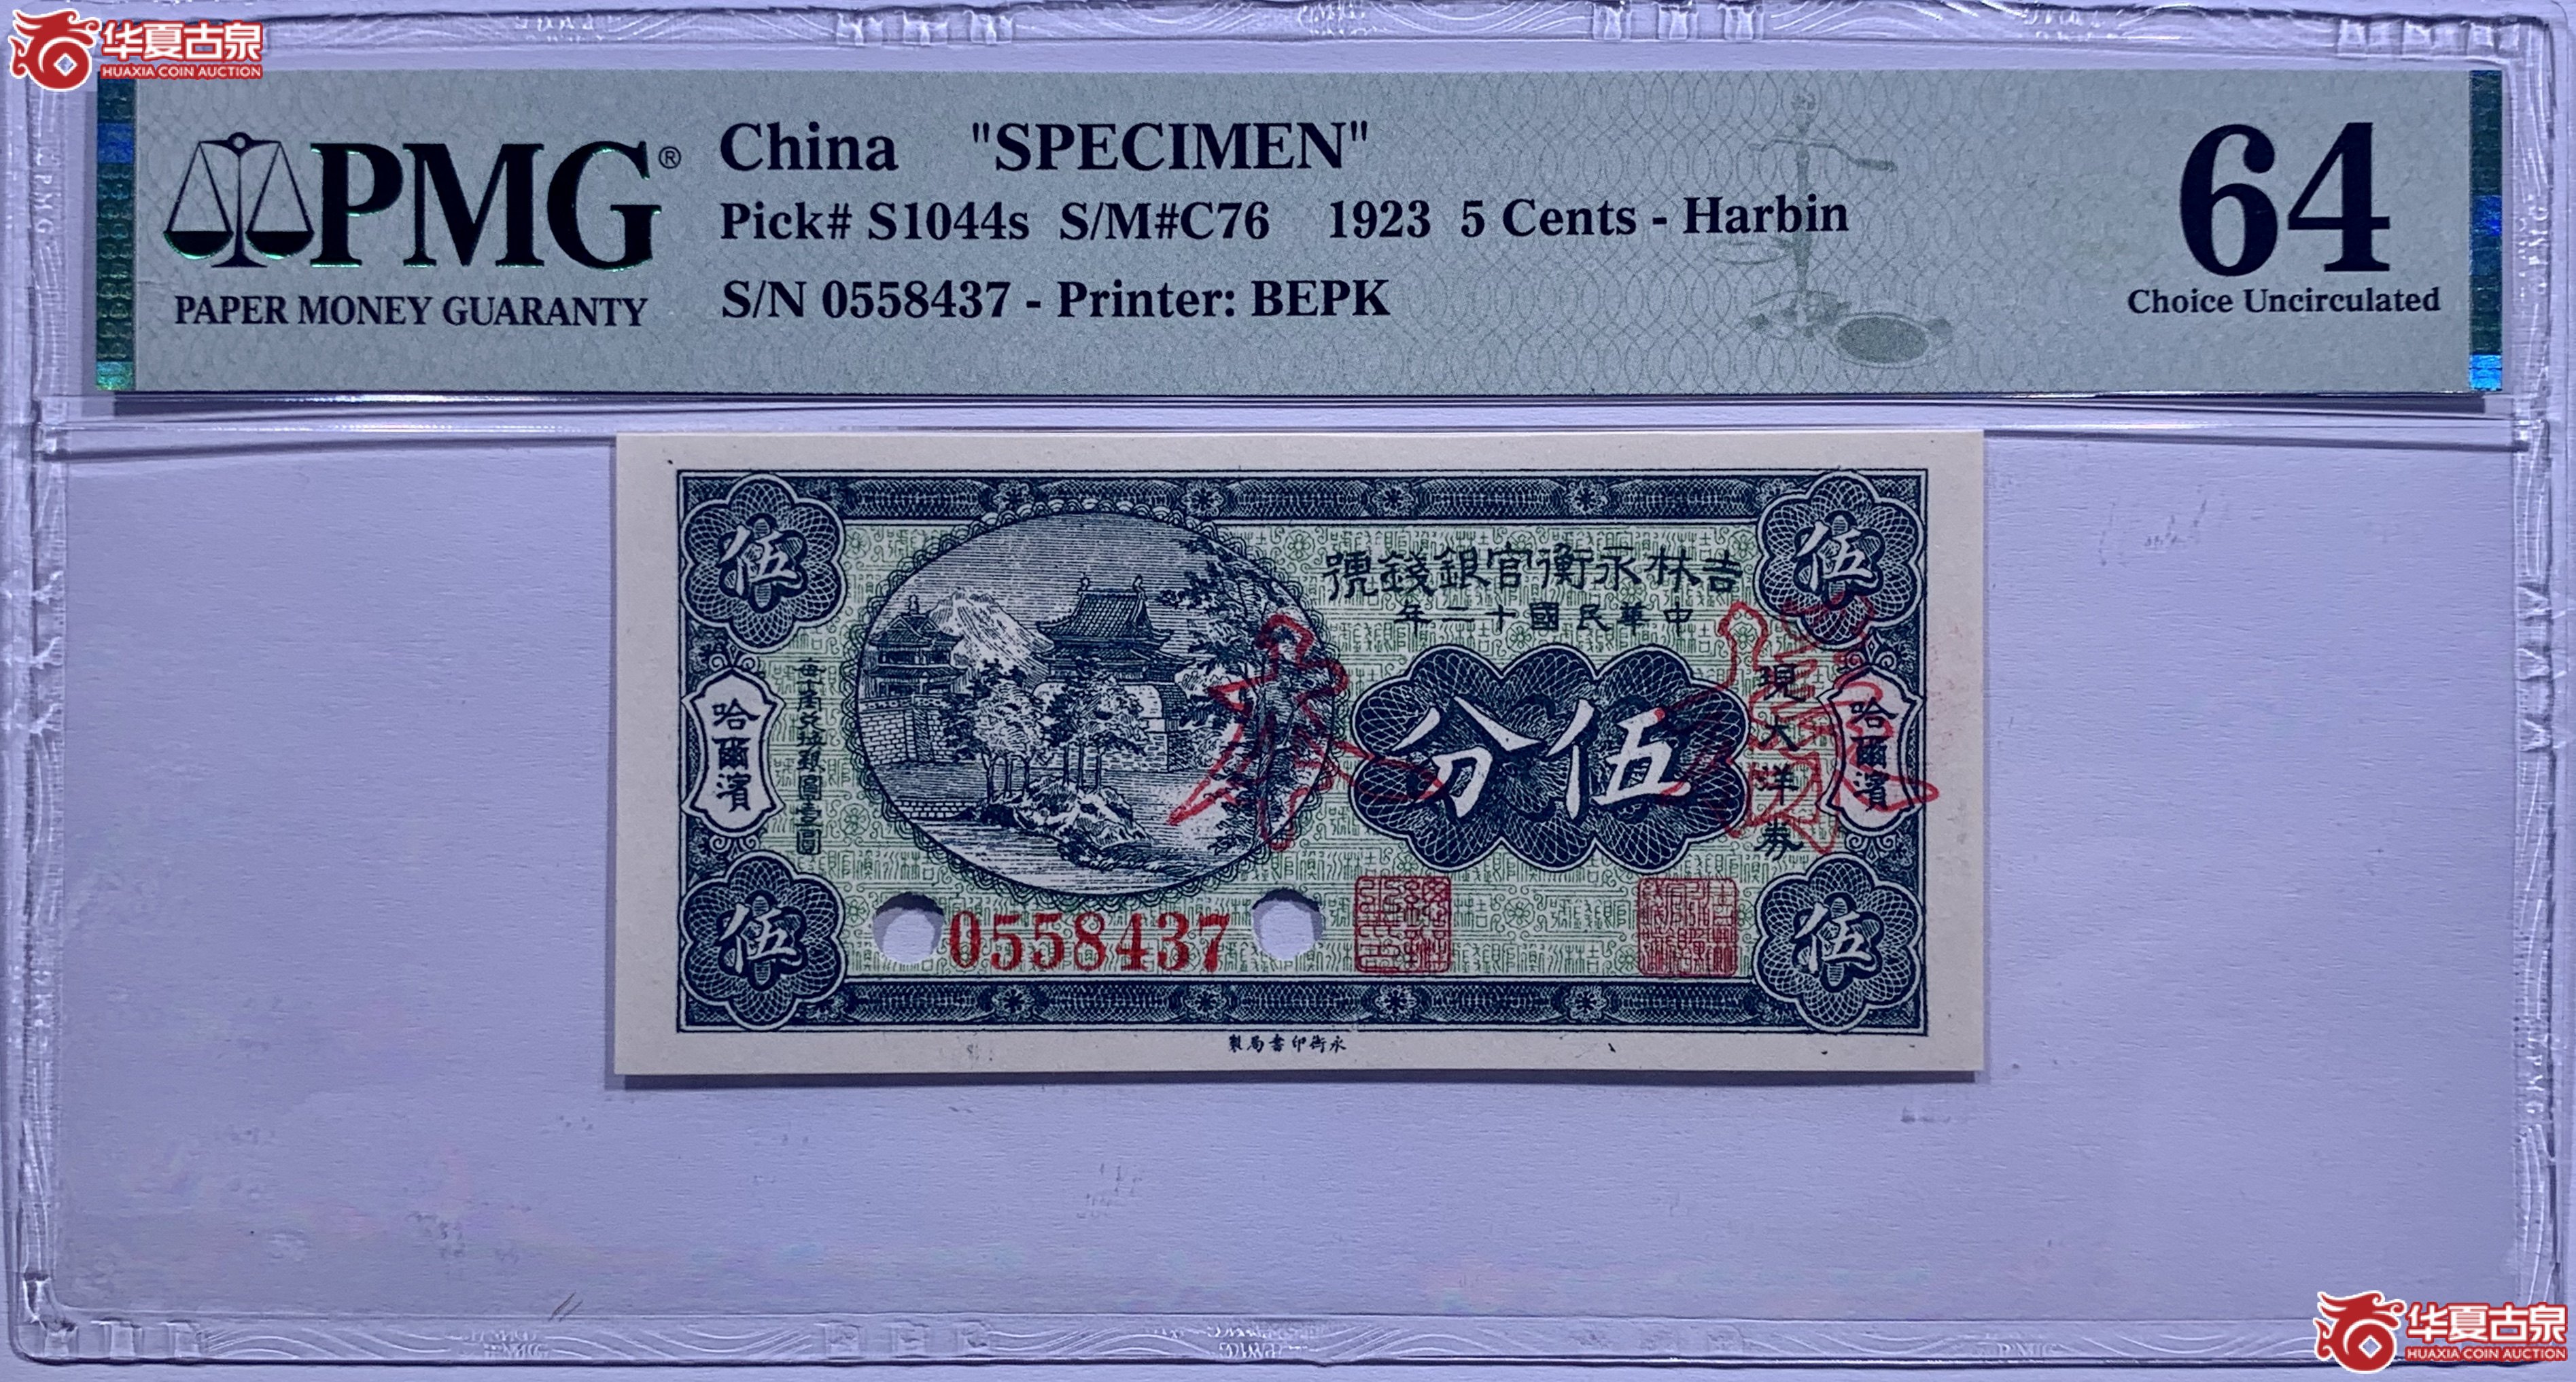 华夏古泉
HUAXIA COIN AUCTION
PMG®
PAPER MONEY GUARANTY
China "SPECIMEN"
Pick# S1044s S/M#C76 1923 5 Cents - Harbin
S/N 0558437 - Printer: BEPK
64
Choice Uncirculated
伍
伍
號錢銀官衡永林吉
年二十國民華中
哈爾濱
分伍
現大洋券
哈爾濱
0558437
伍
伍
製局書印衡永
华夏古泉
HUAXIA COIN AUCTION